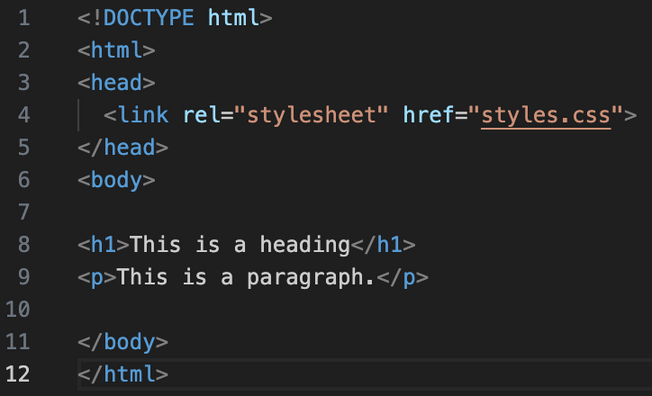 1 <!DOCTYPE html>
2 <html>
3 <head>
4 <link rel="stylesheet" href="styles.css">
5 </head>
6 <body>
7
8 <h1>This is a heading</h1>
9 <p>This is a paragraph.</p>
10
11 </body>
12 </html>